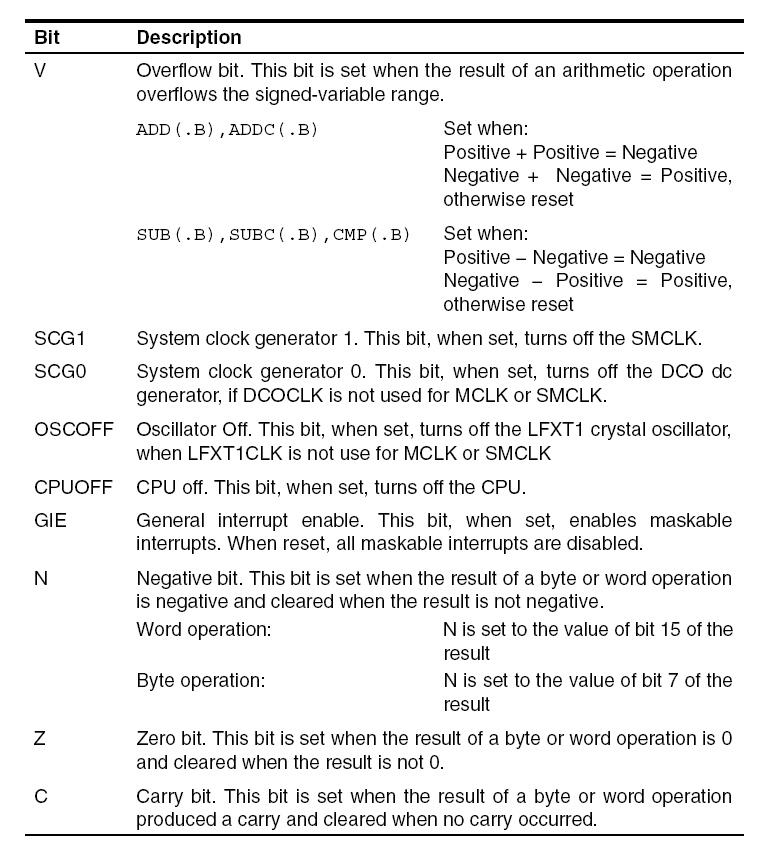 Bit Description
V Overflow bit. This bit is set when the result of an arithmetic operation
overflows the signed-variable range.
ADD(.B),ADDC(.B) Set when:
Positive + Positive = Negative
Negative + Negative = Positive,
otherwise reset
SUB(.B),SUBC(.B),CMP(.B) Set when:
Positive – Negative = Negative
Negative – Positive = Positive,
otherwise reset
SCG1 System clock generator 1. This bit, when set, turns off the SMCLK.
SCG0 System clock generator 0. This bit, when set, turns off the DCO dc
generator, if DCOCLK is not used for MCLK or SMCLK.
OSCOFF Oscillator Off. This bit, when set, turns off the LFXT1 crystal oscillator,
when LFXT1CLK is not use for MCLK or SMCLK
CPUOFF CPU off. This bit, when set, turns off the CPU.
GIE General interrupt enable. This bit, when set, enables maskable
interrupts. When reset, all maskable interrupts are disabled.
N Negative bit. This bit is set when the result of a byte or word operation
is negative and cleared when the result is not negative.
Word operation: N is set to the value of bit 15 of the
result
Byte operation: N is set to the value of bit 7 of the
result
Z Zero bit. This bit is set when the result of a byte or word operation is 0
and cleared when the result is not 0.
C Carry bit. This bit is set when the result of a byte or word operation
produced a carry and cleared when no carry occurred.